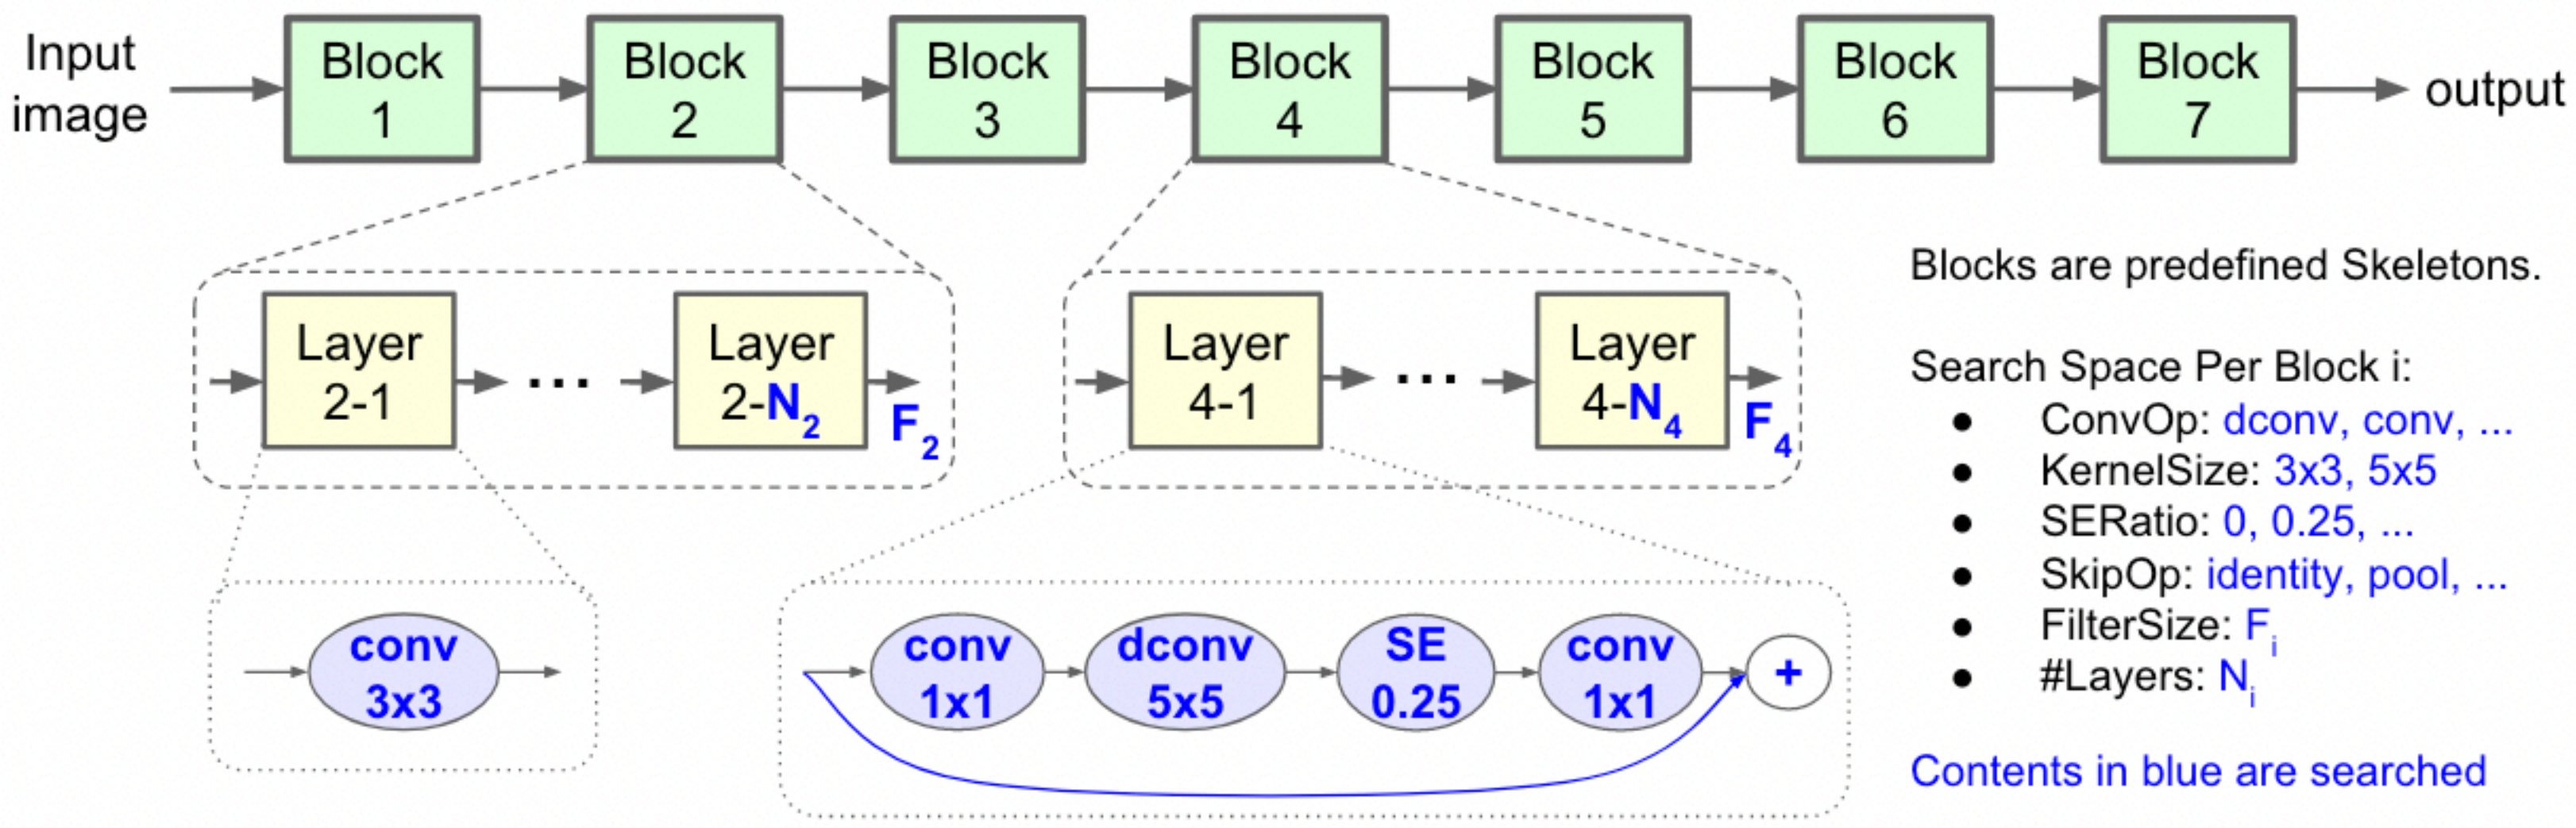 Input
image
Block
1
Block
2
Block
3
Block
4
Block
5
Block
6
Block
7
output
Layer
2-1
...
Layer
2-N2
F2
Layer
4-1
...
Layer
4-N4
F4
conv
3x3
conv
1x1
dconv
5x5
SE
0.25
conv
1x1
+
Blocks are predefined Skeletons.
Search Space Per Block i:
● ConvOp: dconv, conv, ...
● KernelSize: 3x3, 5x5
● SERatio: 0, 0.25, ...
● SkipOp: identity, pool, ...
● FilterSize: Fi
● #Layers: Ni
Contents in blue are searched